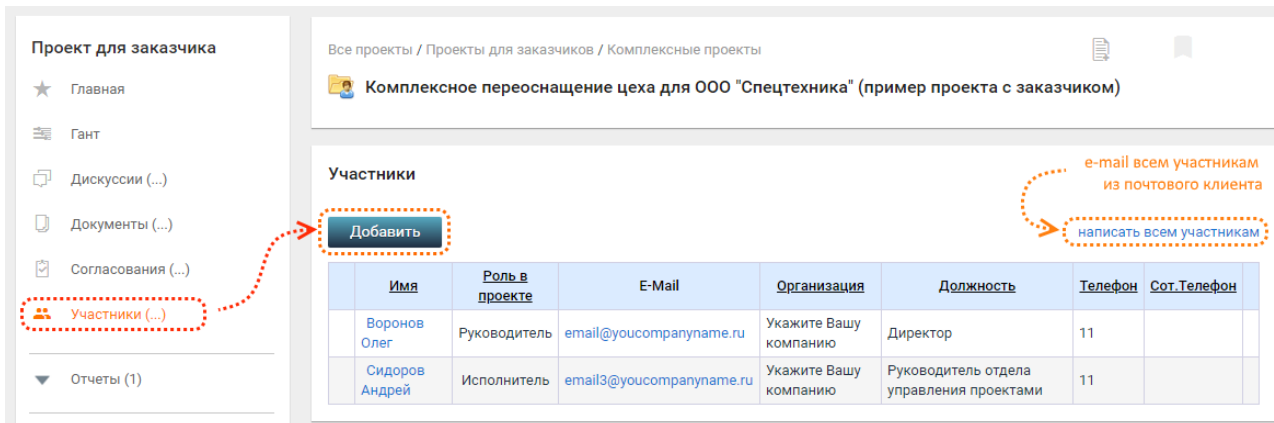 Проект для заказчика
Главная
Гант
Дискуссии (...)
Документы (...)
Согласования (...)
Участники (...)
Отчеты (1)
Все проекты / Проекты для заказчиков / Комплексные проекты
Комплексное переоснащение цеха для ООО "Спецтехника" (пример проекта с заказчиком)
Участники
e-mail всем участникам
из почтового клиента
Добавить
написать всем участникам
Имя Роль в проекте E-Mail Организация Должность Телефон Сот.Телефон
Воронов Олег Руководитель email@youcompanyname.ru Укажите Вашу компанию Директор 11
Сидоров Андрей Исполнитель email3@youcompanyname.ru Укажите Вашу компанию Руководитель отдела управления проектами 11